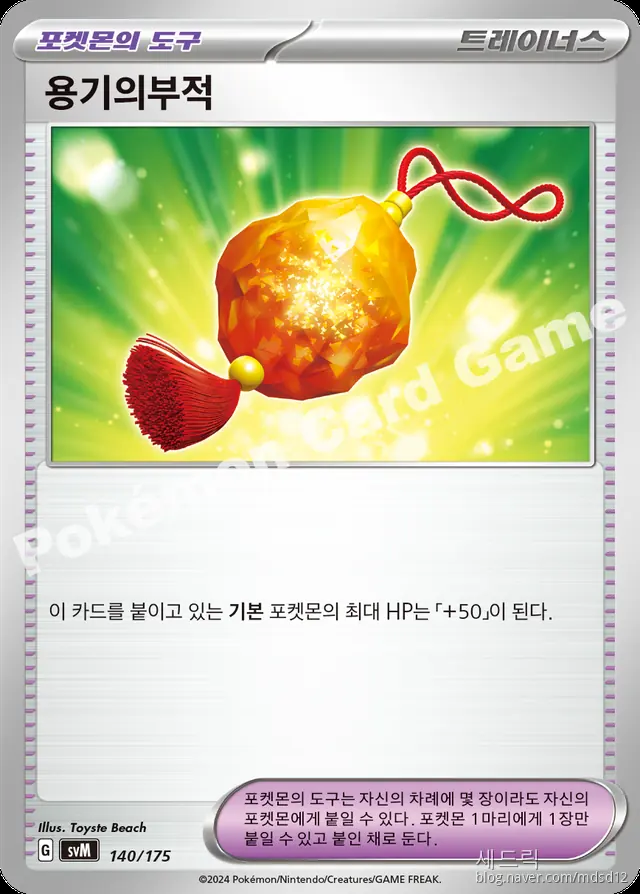 포켓몬의 도구
트레이너스
용기의부적
Pokémon Card Game
이 카드를 붙이고 있는 기본 포켓몬의 최대 HP는 「+50」이 된다.
포켓몬의 도구는 자신의 차례에 몇 장이라도 자신의
포켓몬에게 붙일 수 있다. 포켓몬 1마리에게 1장만
붙일 수 있고 붙인 채로 둔다.
Illus. Toyste Beach
G svM 140/175
©2024 Pokémon/Nintendo/Creatures/GAME FREAK.
세드릭
blog.naver.com/mdsd12